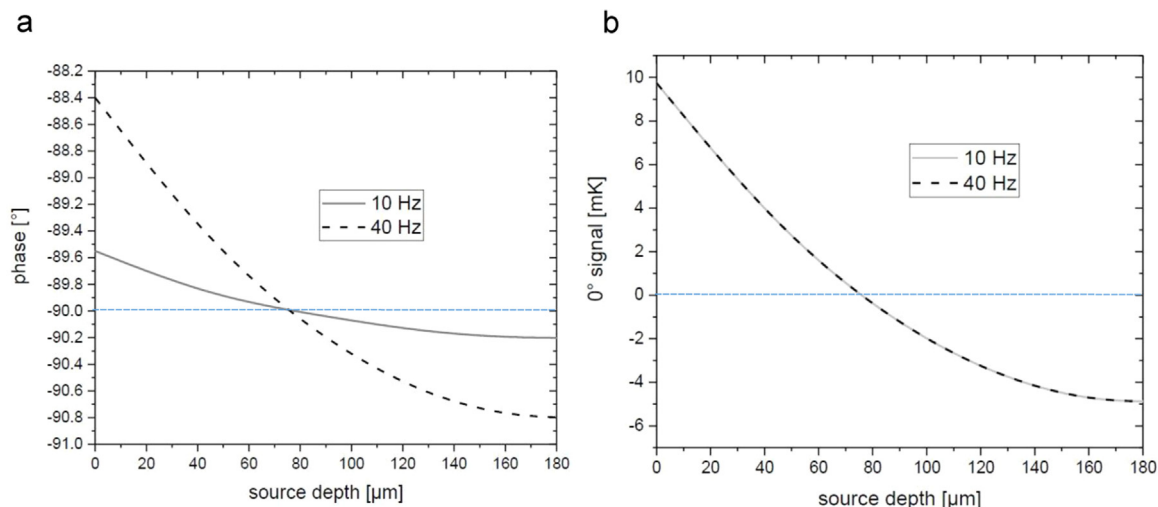 a
-88.2
-88.4
-88.6
-88.8
-89.0
-89.2
-89.4
-89.6
-89.8
-90.0
-90.2
-90.4
-90.6
-90.8
-91.0
phase [°]
10 Hz
40 Hz
0 20 40 60 80 100 120 140 160 180
source depth [µm]
b
10
8
6
4
2
0
-2
-4
-6
0° signal [mK]
10 Hz
40 Hz
0 20 40 60 80 100 120 140 160 180
source depth [µm]